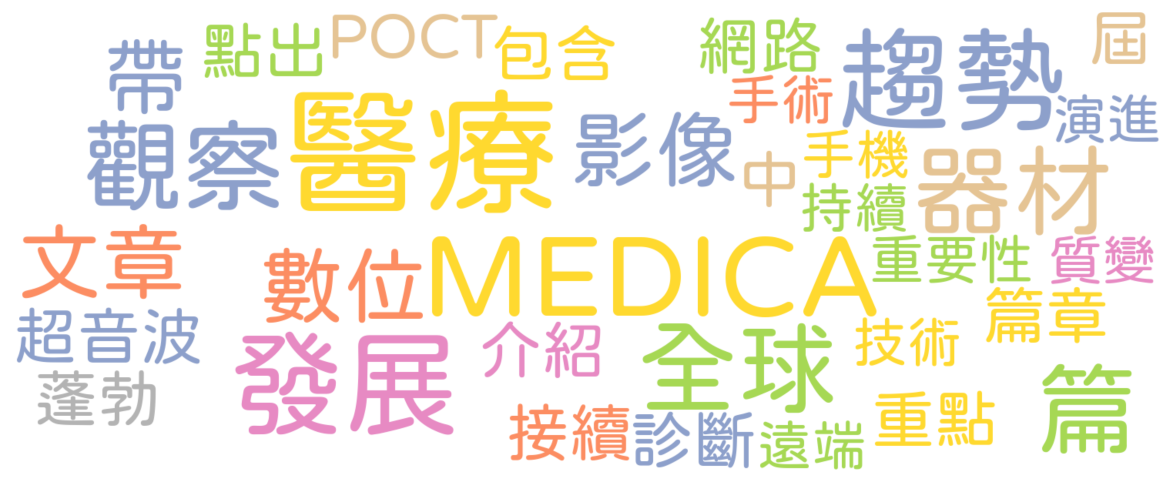 帶
點出
POCT
包含
網路
屆
趨勢
手術
演進
觀察
醫療
影像
中
手機
持續
器材
文章
數位
MEDICA
重要性
質變
超音波
發展
介紹
全球
技術
篇章
蓬勃
接續
診斷
遠端
重點
篇